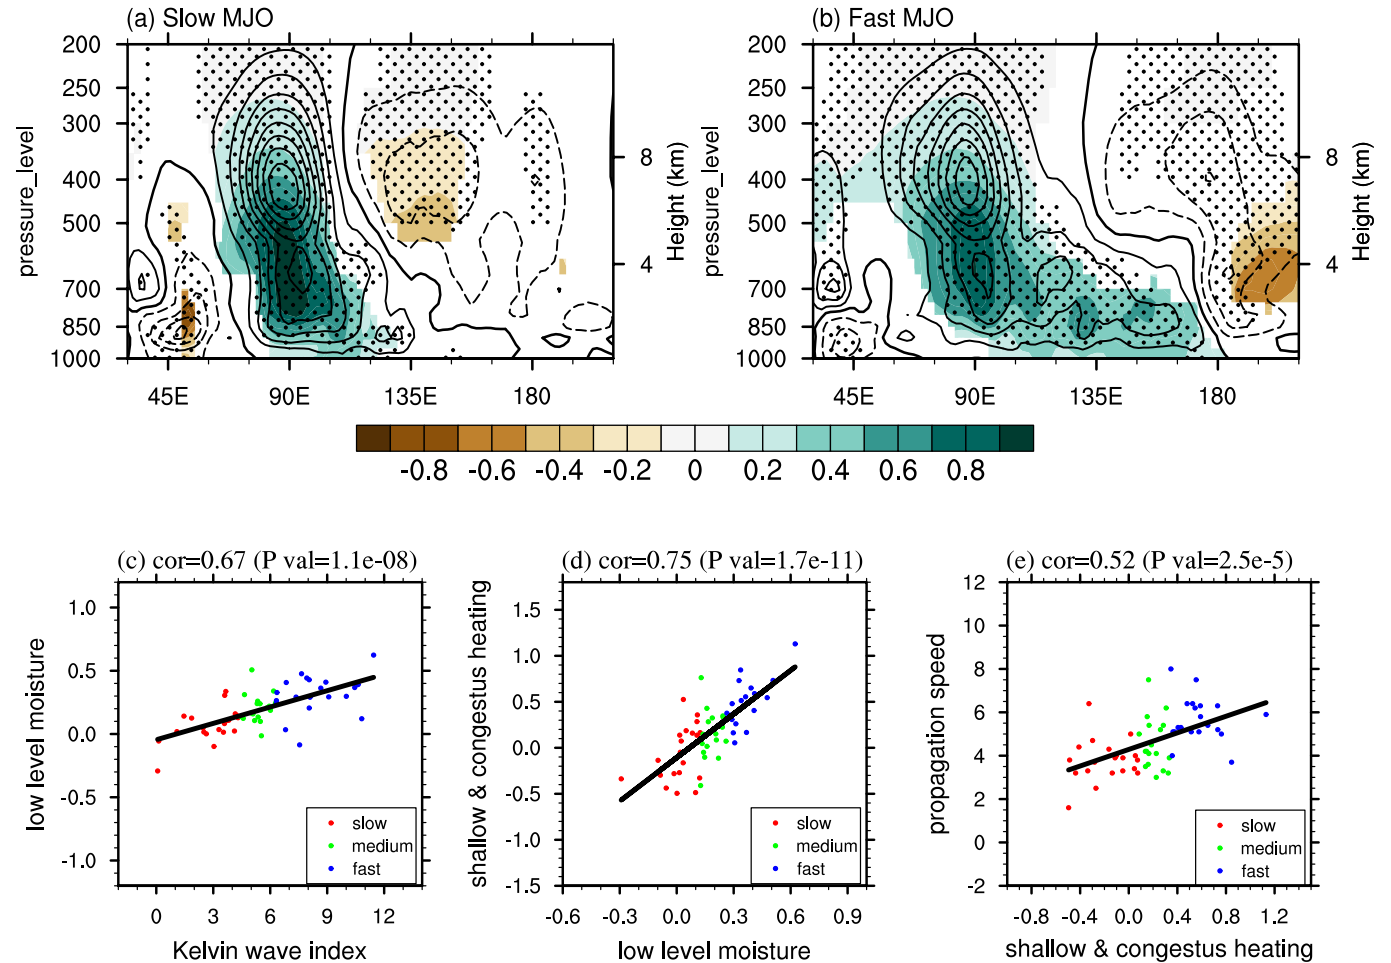 (a) Slow MJO
(b) Fast MJO
200
250
300
400
500
700
850
1000
pressure_level
8
4
Height (km)
45E 90E 135E 180
200
250
300
400
500
700
850
1000
pressure_level
8
4
Height (km)
45E 90E 135E 180
-0.8 -0.6 -0.4 -0.2 0 0.2 0.4 0.6 0.8
(c) cor=0.67 (P val=1.1e-08)
1.0
0.5
0.0
-0.5
-1.0
low level moisture
slow
medium
fast
0 3 6 9 12
Kelvin wave index
(d) cor=0.75 (P val=1.7e-11)
1.5
1.0
0.5
0.0
-0.5
-1.0
-1.5
shallow & congestus heating
slow
medium
fast
-0.6 -0.3 0.0 0.3 0.6 0.9
low level moisture
(e) cor=0.52 (P val=2.5e-5)
12
10
8
6
4
2
0
-2
propagation speed
slow
medium
fast
-0.8 -0.4 0.0 0.4 0.8 1.2
shallow & congestus heating